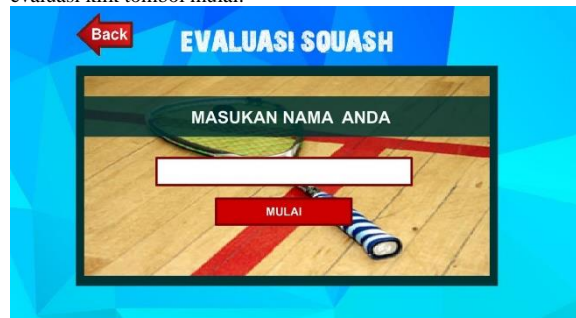 evaluasi klik tombol mulai.
Back
EVALUASI SQUASH
MASUKAN NAMA ANDA
MULAI